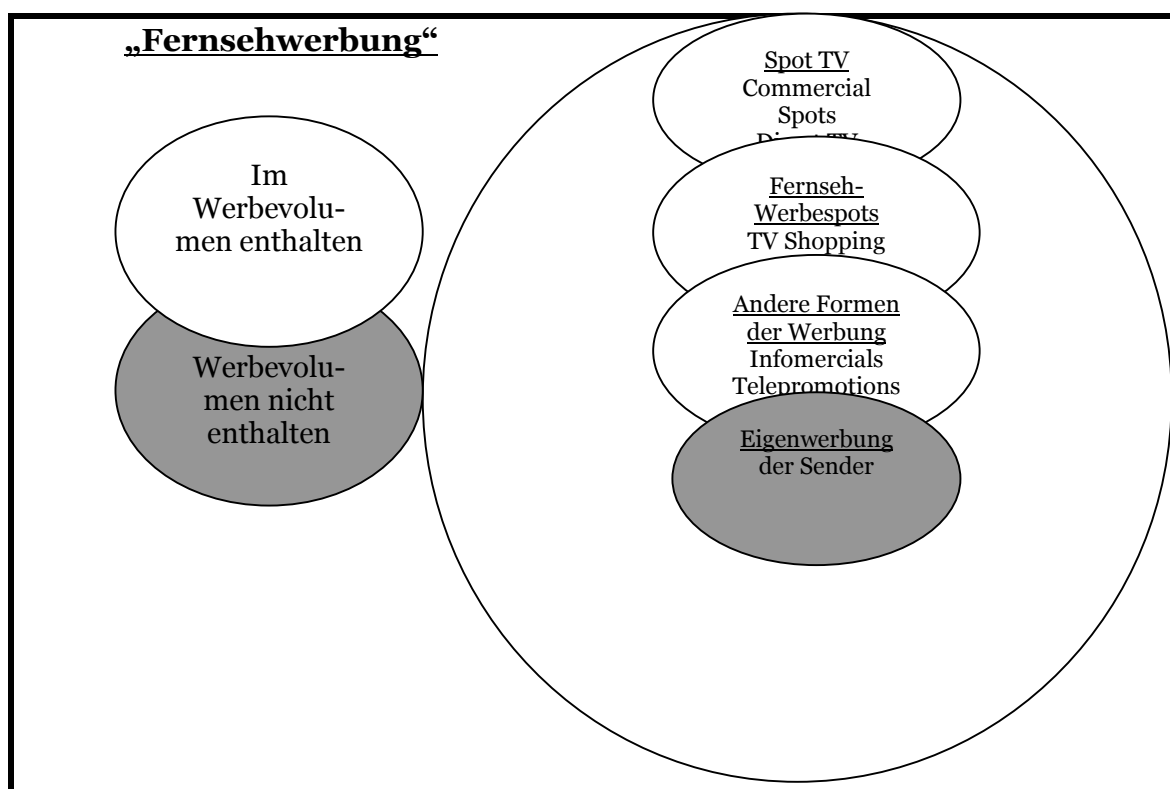 „Fernsehwerbung“
Im
Werbevolu-
men enthalten
Werbevolu-
men nicht
enthalten
Spot TV
Commercial
Spots
Fernseh-
Werbespots
TV Shopping
Andere Formen
der Werbung
Infomercials
Telepromotions
Eigenwerbung
der Sender